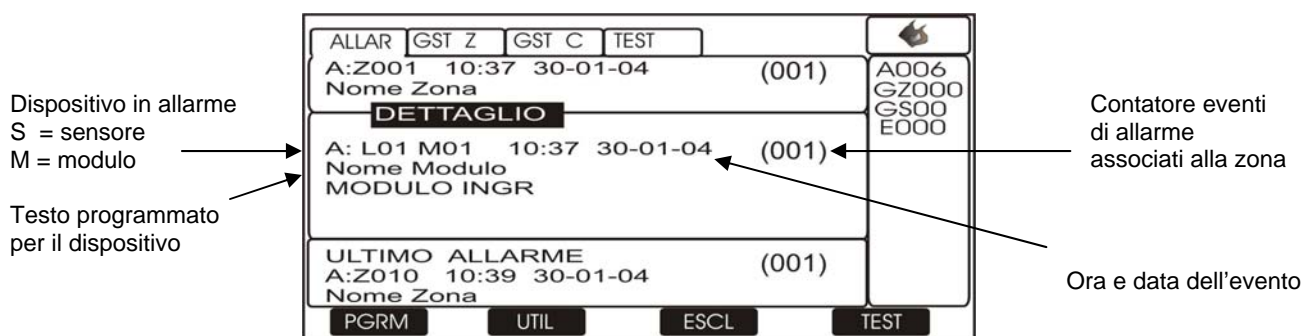 ALLAR GST Z GST C TEST
A:Z001 10:37 30-01-04 (001)
Nome Zona
DETTAGLIO
A: L01 M01 10:37 30-01-04 (001)
Nome Modulo
MODULO INGR
ULTIMO ALLARME
A:Z010 10:39 30-01-04 (001)
Nome Zona
PGRM UTIL ESCL TEST
A006
GZ000
GS00
E000
Dispositivo in allarme
S = sensore
M = modulo
Testo programmato
per il dispositivo
Contatore eventi
di allarme
associati alla zona
Ora e data dell'evento